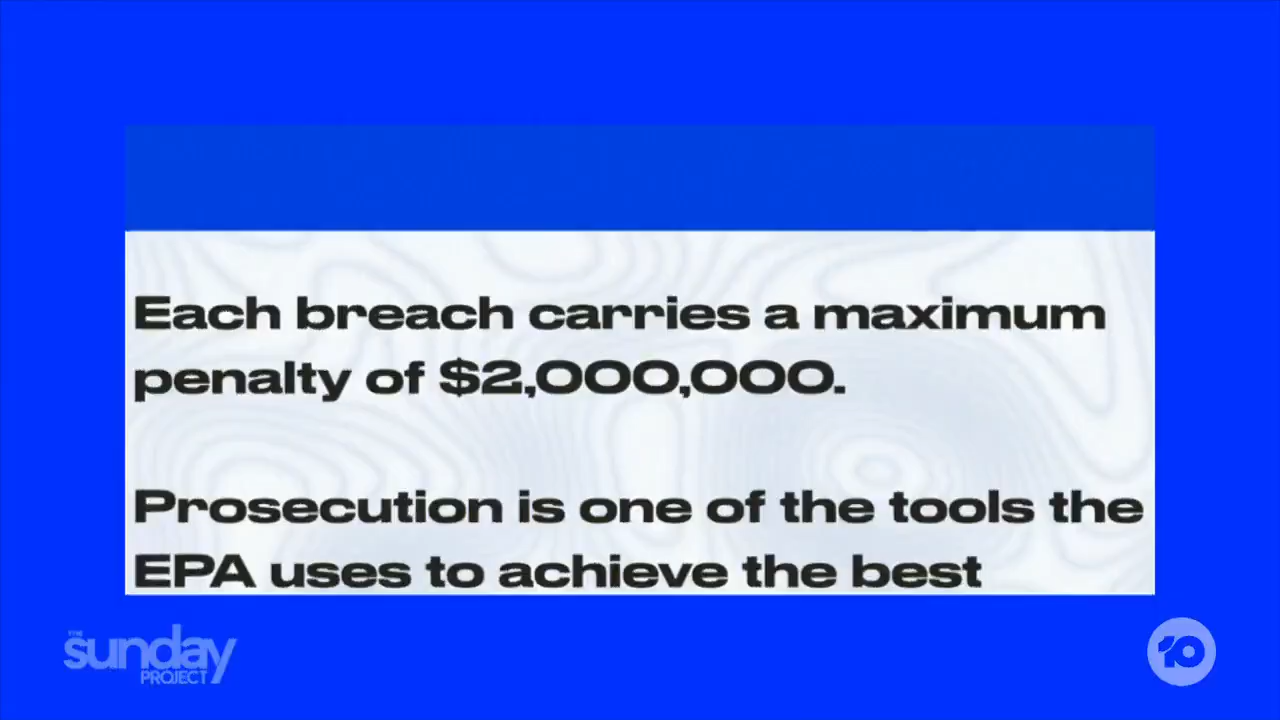 Each breach carries a maximum
penalty of $2,000,000.
Prosecution is one of the tools the
EPA uses to achieve the best
THE
sunday
PROJECT
10